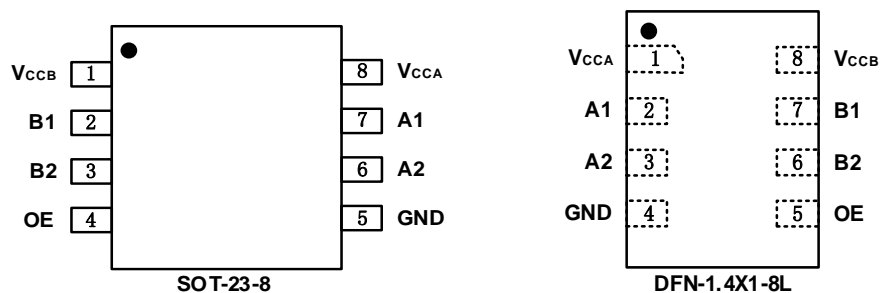 VCCB 1 8 VCCA
B1 2 7 A1
B2 3 6 A2
OE 4 5 GND
SOT-23-8
VCCA 1 8 VCCB
A1 2 7 B1
A2 3 6 B2
GND 4 5 OE
DFN-1.4X1-8L